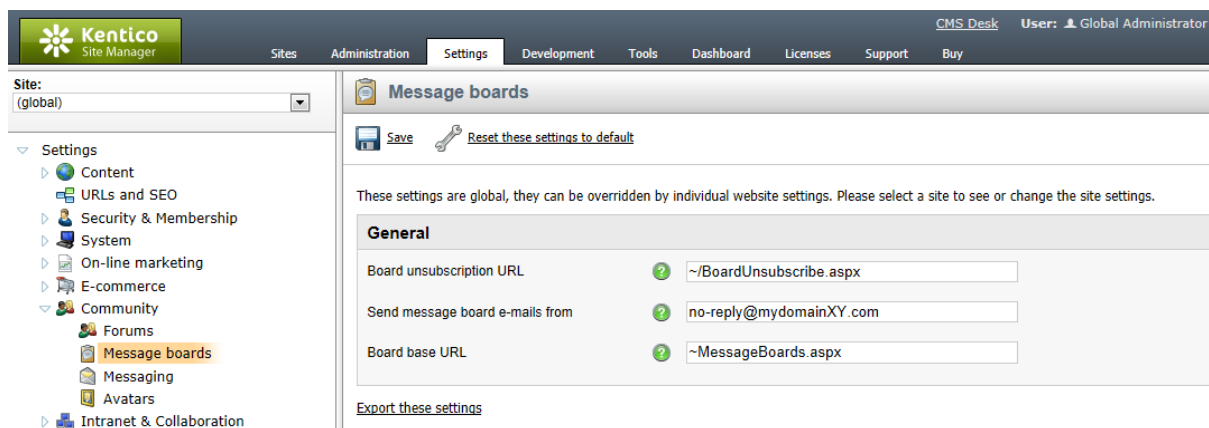 CMS Desk User: Global Administrator
Kentico
Site Manager
Sites Administration Settings Development Tools Dashboard Licenses Support Buy
Site:
(global)
Settings
Content
URLs and SEO
Security & Membership
System
On-line marketing
E-commerce
Community
Forums
Message boards
Messaging
Avatars
Intranet & Collaboration
Message boards
Save Reset these settings to default
These settings are global, they can be overridden by individual website settings. Please select a site to see or change the site settings.
General
Board unsubscription URL ? ~/BoardUnsubscribe.aspx
Send message board e-mails from ? no-reply@mydomainXY.com
Board base URL ? ~MessageBoards.aspx
Export these settings